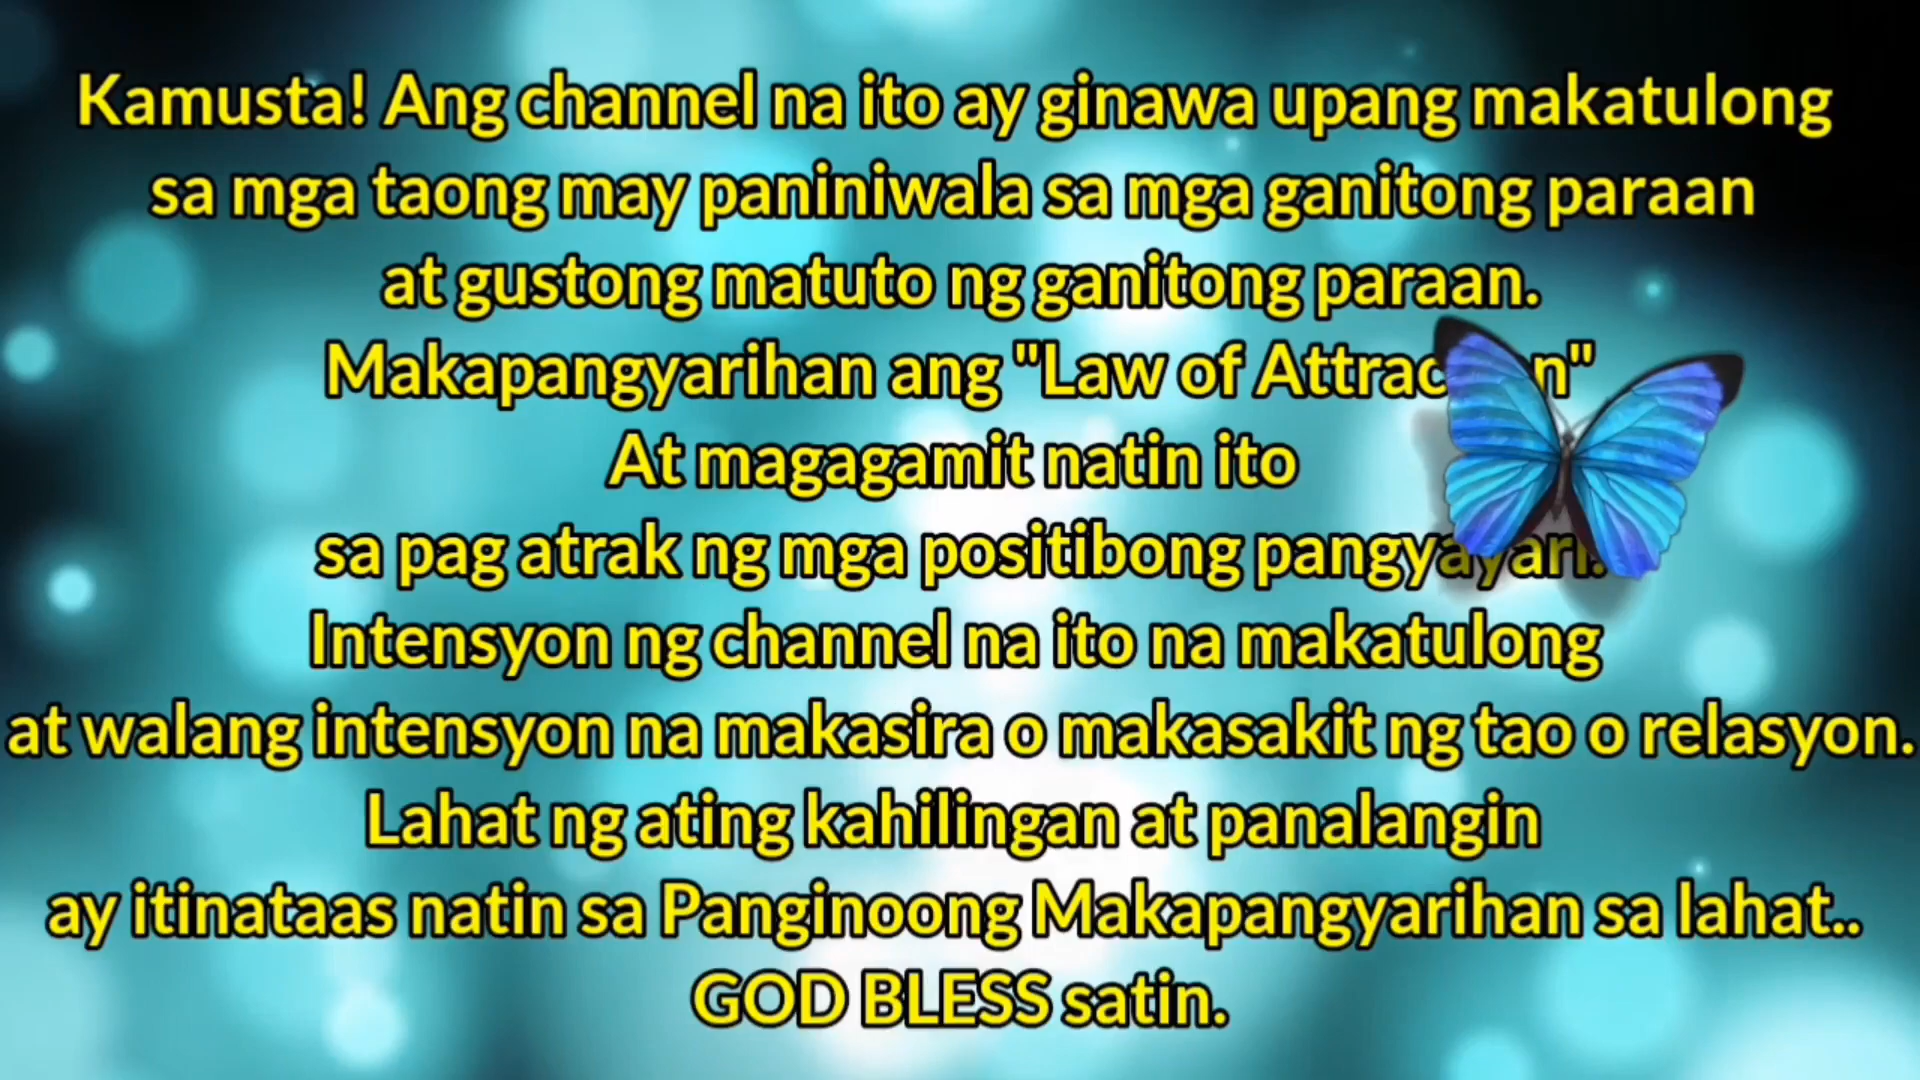 Kamusta! Ang channel na ito ay ginawa upang makatulong
sa mga taong may paniniwala sa mga ganitong paraan
at gustong matuto ng ganitong paraan.
Makapangyarihan ang "Law of Attraction"
At magagamit natin ito
sa pag atrak ng mga positibong pangyayari.
Intensyon ng channel na ito na makatulong
at walang intensyon na makasira o makasakit ng tao o relasyon.
Lahat ng ating kahilingan at panalangin
ay itinataas natin sa Panginoong Makapangyarihan sa lahat..
GOD BLESS satin.